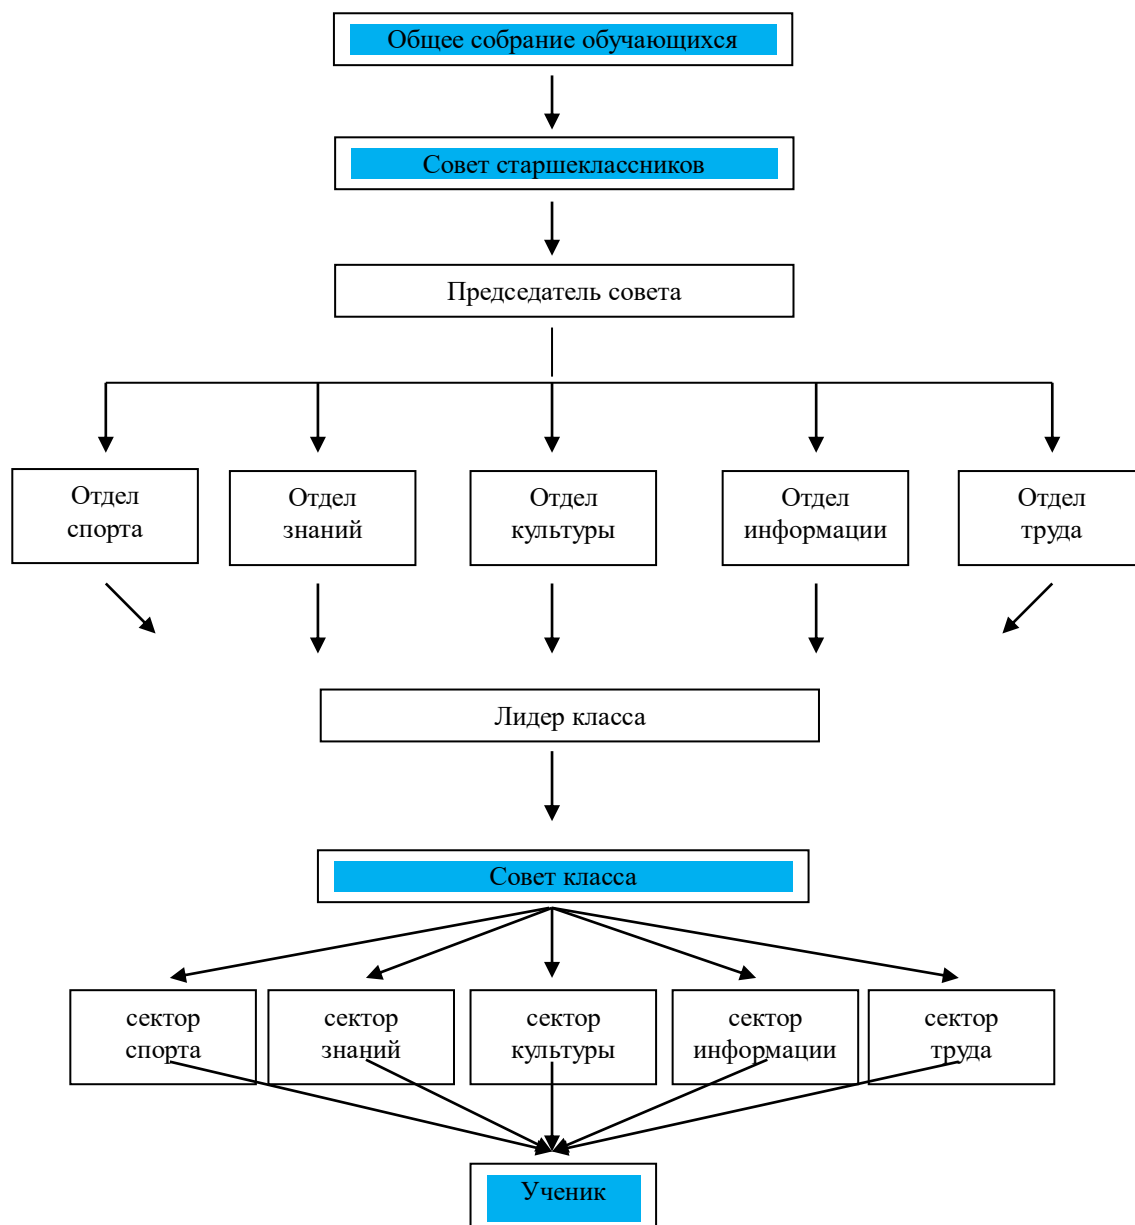 Общее собрание обучающихся
Совет старшеклассников
Председатель совета
Отдел
спорта
Отдел
знаний
Отдел
культуры
Отдел
информации
Отдел
труда
Лидер класса
Совет класса
сектор
спорта
сектор
знаний
сектор
культуры
сектор
информации
сектор
труда
Ученик